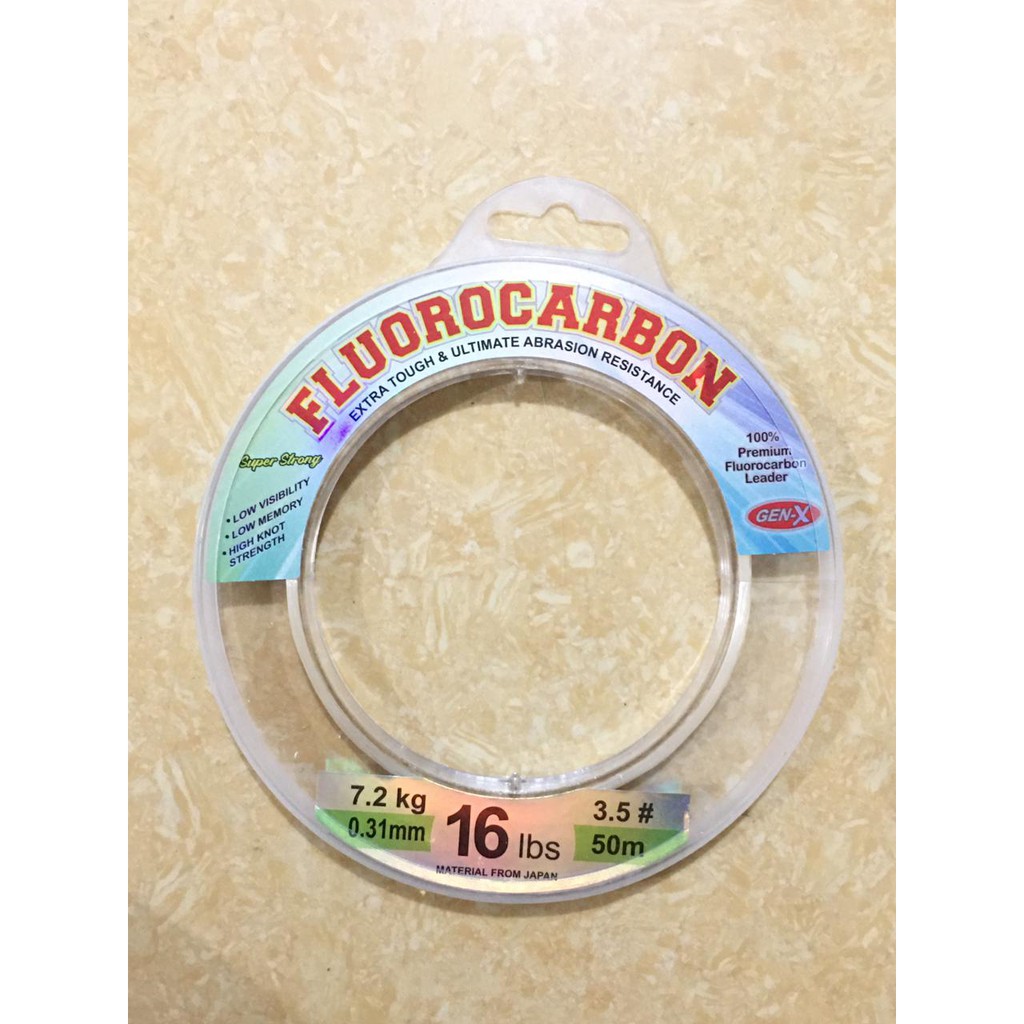 FLUOROCARBON
EXTRA TOUGH & ULTIMATE ABRASION RESISTANCE
Super Strong
• LOW VISIBILITY
• LOW MEMORY
• HIGH KNOT
STRENGTH
100%
Premium
Fluorocarbon
Leader
GEN-X
7.2 kg
0.31mm
16 lbs
3.5 #
50m
MATERIAL FROM JAPAN